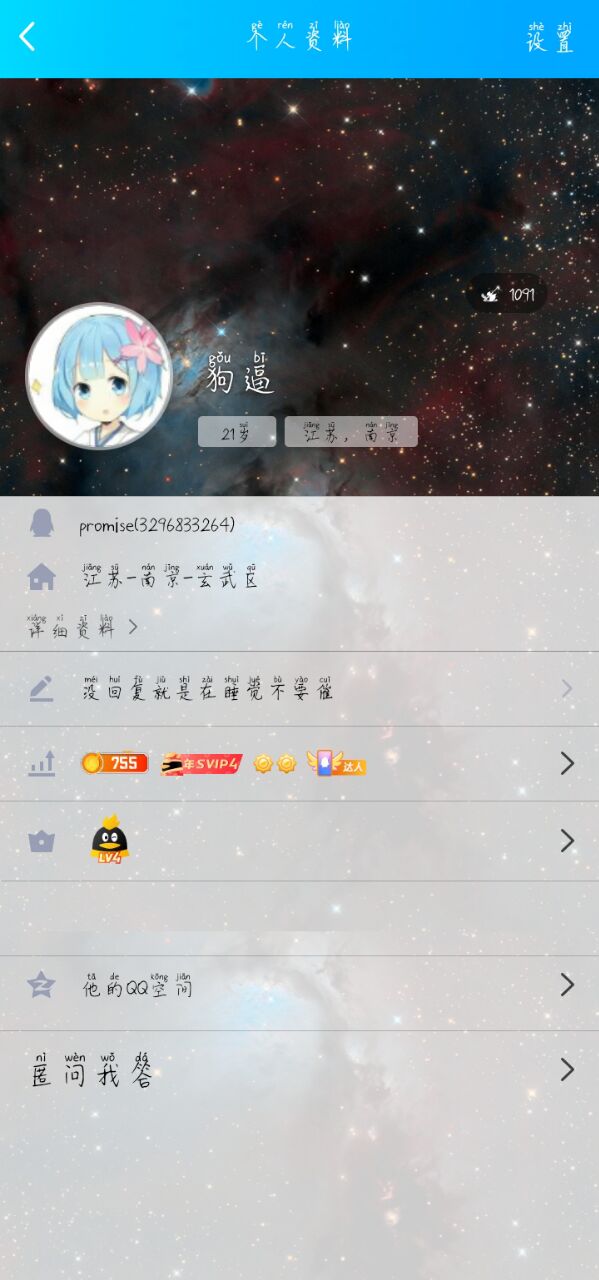 gè rén zī liào
个人资料
shè zhì
设置
1091
gǒu bī
狗逼
suì
21岁
jiāng sū nán jīng
江苏，南京
promise(3296833264)
jiāng sū nán jīng xuán wǔ qū
江苏-南京-玄武区
xiáng xì zī liào
详细资料
méi huí fù jiù shì zài shuì jué bù yào cuī
没回复就是在睡觉不要催
755 年SVIP4 达人
LV4
tā de kōng jiān
他的QQ空间
nì wèn wǒ dá
匿问我答